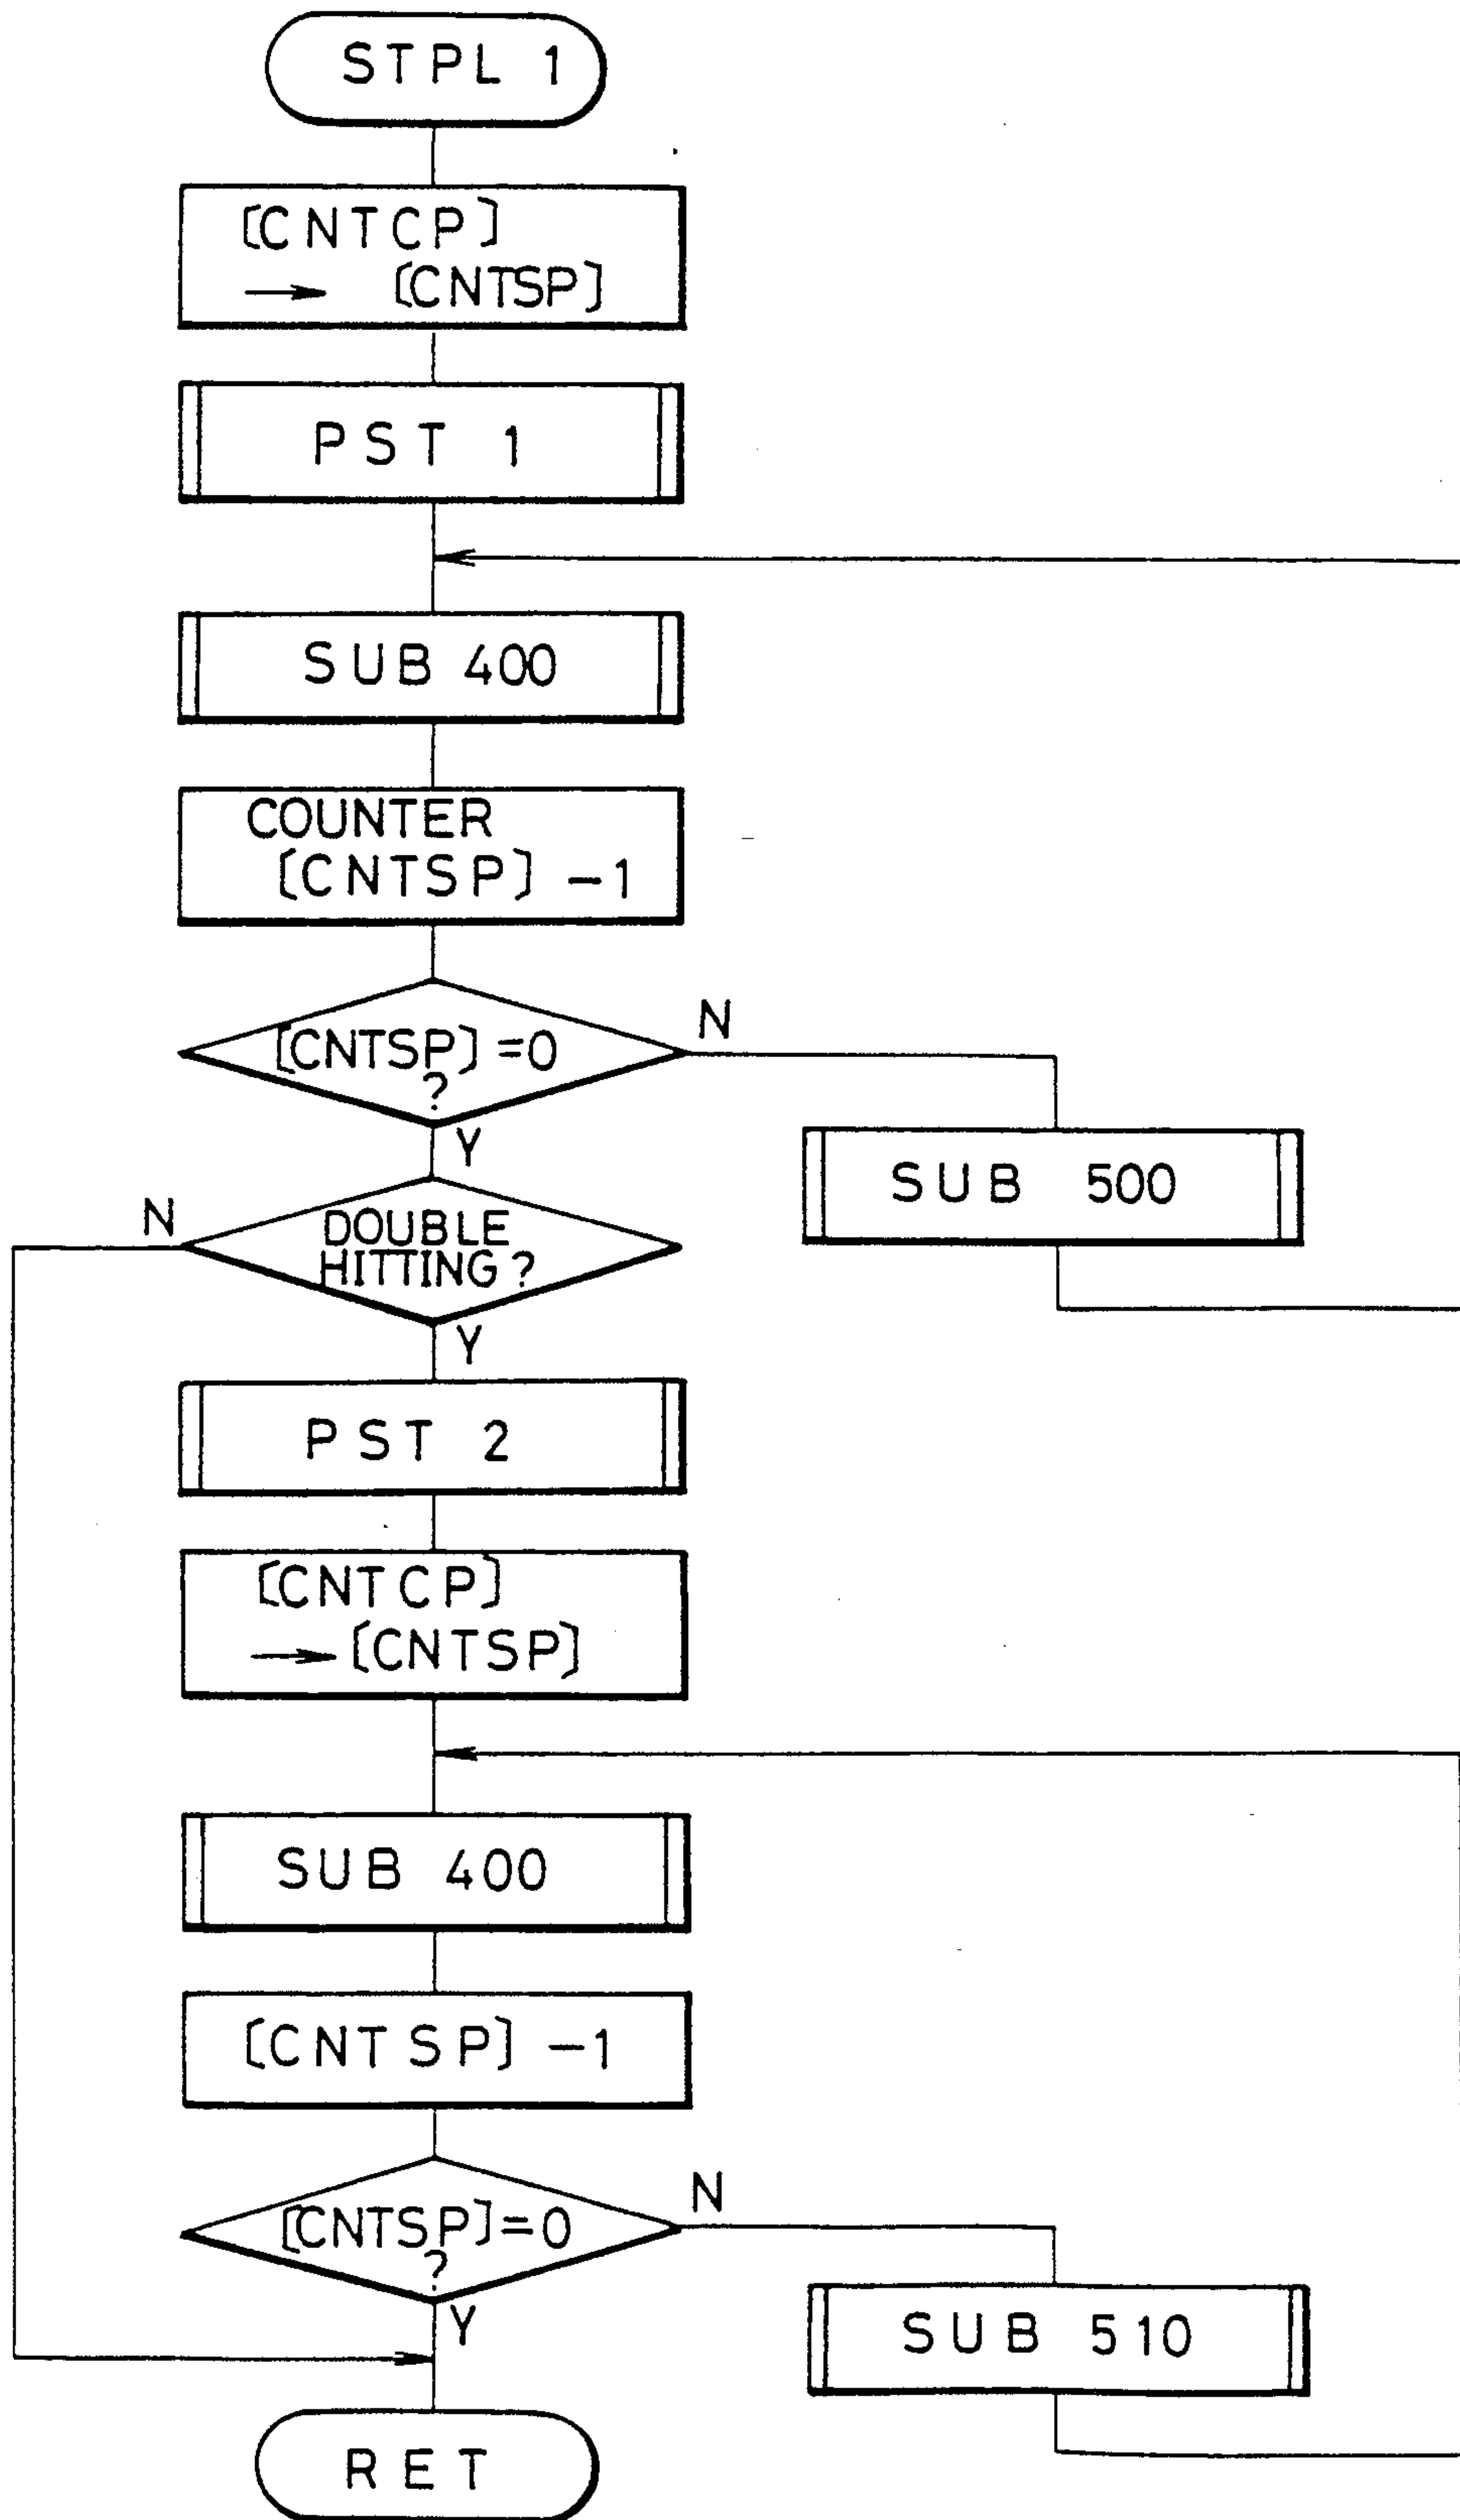 STPL 1
[CNTCP]
→ [CNTSP]
PST 1
SUB 400
COUNTER
[CNTSP] -1
[CNTSP]=0
?
N
Y
SUB 500
N
DOUBLE
HITTING?
Y
PST 2
[CNTCP]
→[CNTSP]
SUB 400
[CNTSP] -1
N
[CNTSP]=0
?
Y
SUB 510
RET